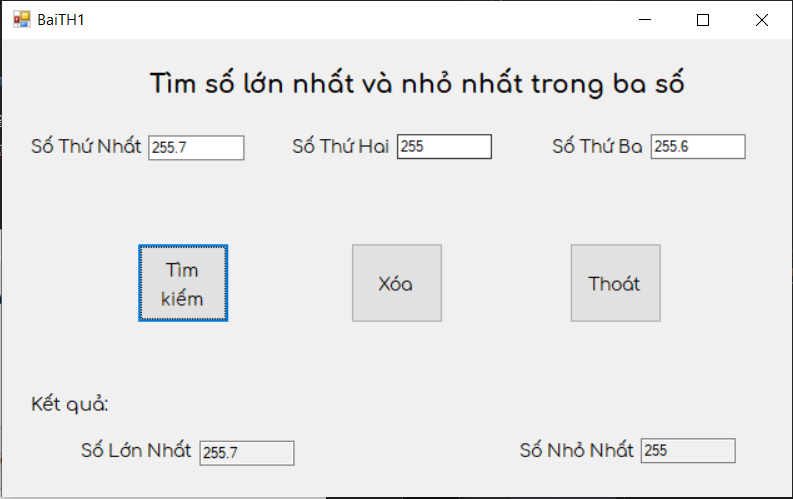 BaiTH1
Tìm số lớn nhất và nhỏ nhất trong ba số
Số Thứ Nhất 255.7 Số Thứ Hai 255 Số Thứ Ba 255.6
Tìm
kiếm
Xóa
Thoát
Kết quả:
Số Lớn Nhất 255.7 Số Nhỏ Nhất 255